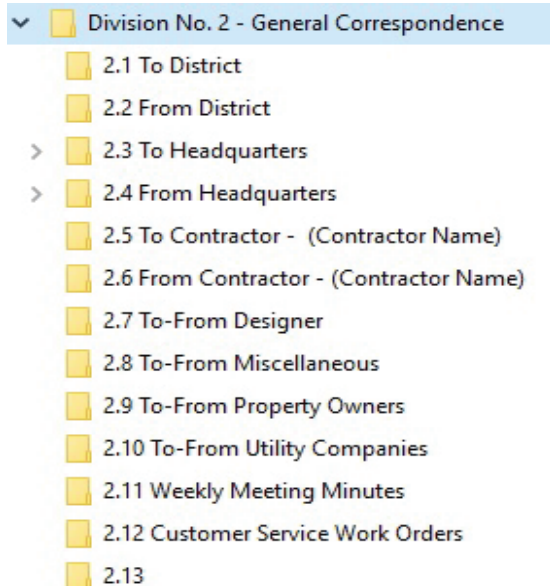 Division No. 2 - General Correspondence
2.1 To District
2.2 From District
2.3 To Headquarters
2.4 From Headquarters
2.5 To Contractor -  (Contractor Name)
2.6 From Contractor - (Contractor Name)
2.7 To-From Designer
2.8 To-From Miscellaneous
2.9 To-From Property Owners
2.10 To-From Utility Companies
2.11 Weekly Meeting Minutes
2.12 Customer Service Work Orders
2.13